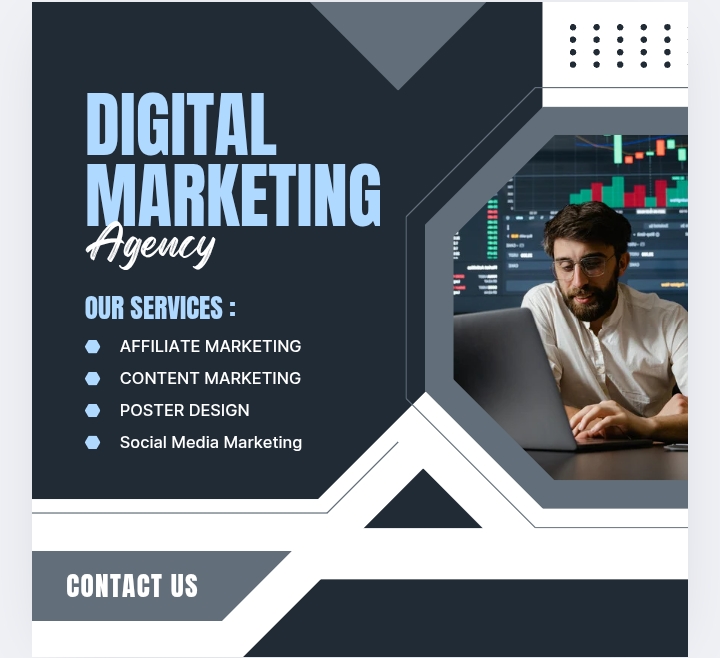 DIGITAL
MARKETING
Agency
OUR SERVICES :
AFFILIATE MARKETING
CONTENT MARKETING
POSTER DESIGN
Social Media Marketing
CONTACT US